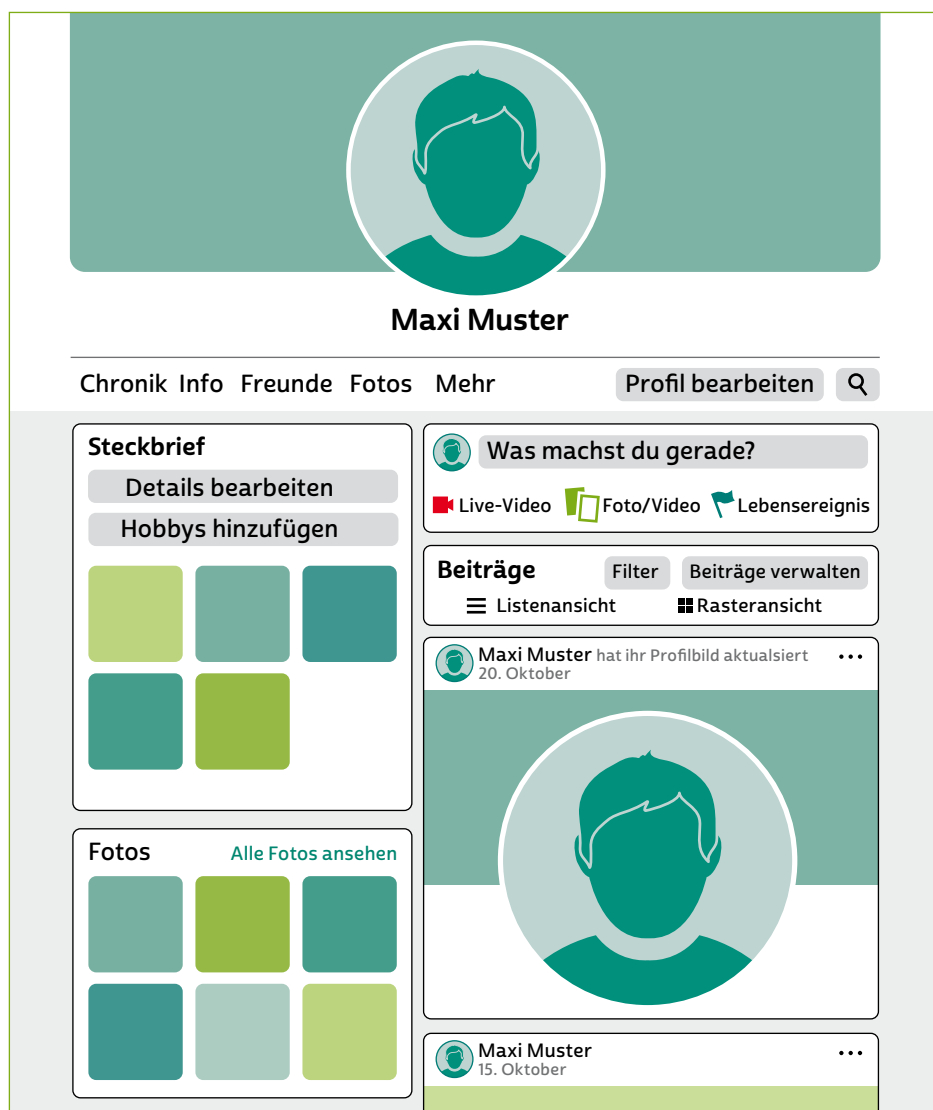 Maxi Muster
Chronik Info Freunde Fotos Mehr Profil bearbeiten
Steckbrief
Details bearbeiten
Hobbys hinzufügen
Fotos Alle Fotos ansehen
Was machst du gerade?
Live-Video Foto/Video Lebensereignis
Beiträge Filter Beiträge verwalten
Listenansicht Rasteransicht
Maxi Muster hat ihr Profilbild aktualsiert
20. Oktober
Maxi Muster
15. Oktober